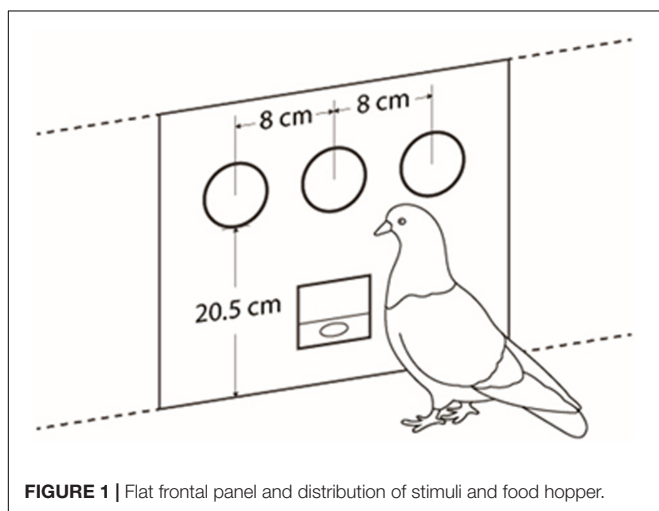 8 cm 8 cm
20.5 cm
FIGURE 1 | Flat frontal panel and distribution of stimuli and food hopper.